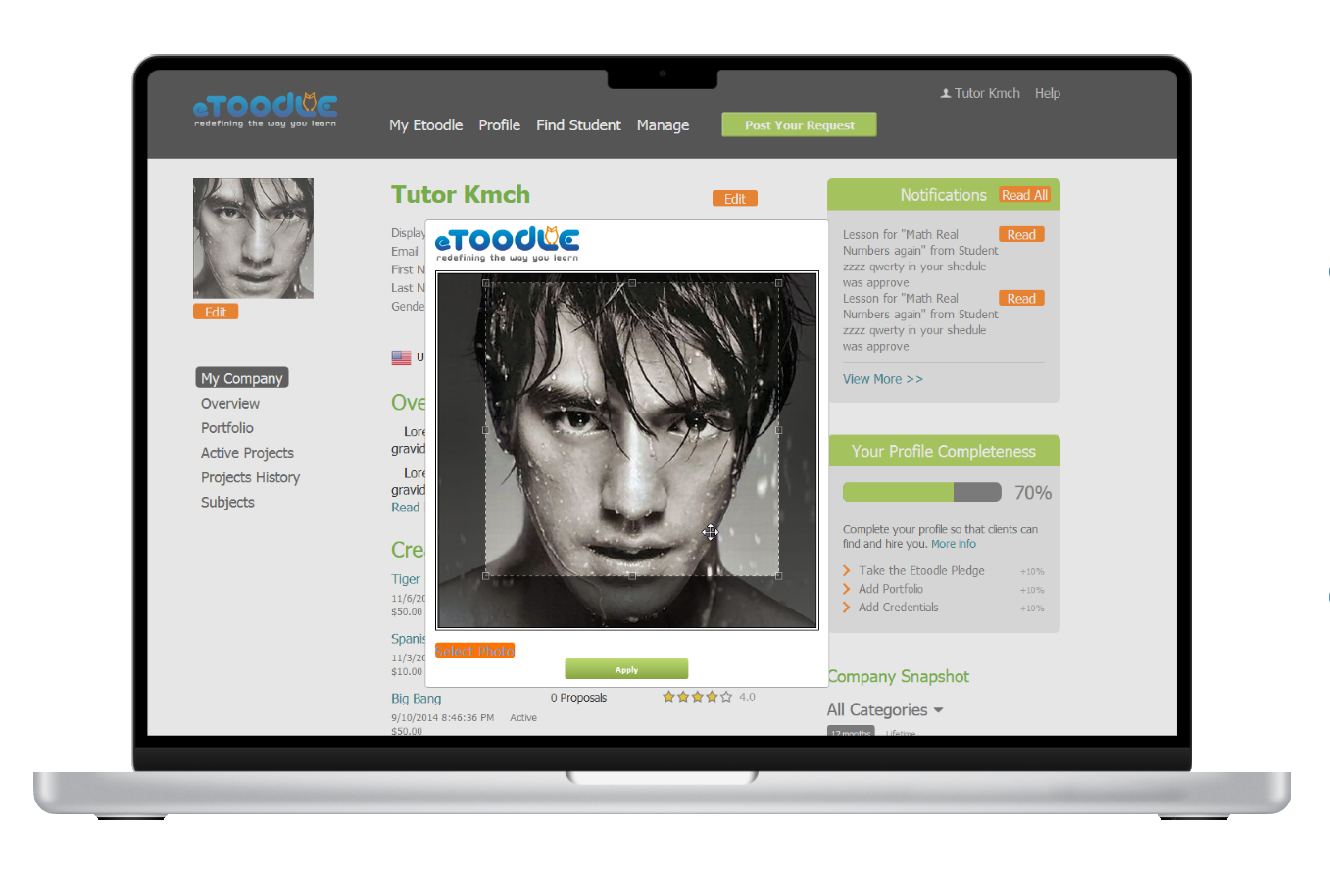 eTOODLE
redefining the way you learn
Tutor Kmch Help
My Etoodle Profile Find Student Manage Post Your Request
Edit
My Company
Overview
Portfolio
Active Projects
Projects History
Subjects
Tutor Kmch Edit
Display
Email
First N
Last N
Gende
U
Ove
Lore
gravid
Lore
gravid
Read
Cre
Tiger
11/6/20
$50.00
Spanis
11/3/20
$10.00
Big Bang 0 Proposals 4.0
9/10/2014 8:46:36 PM Active
$50.00
eTOODLE
redefining the way you learn
Select Photo
Apply
Notifications Read All
Lesson for "Math Real Read
Numbers again" from Student
zzzz qwerty in your shedule
was approve
Lesson for "Math Real Read
Numbers again" from Student
zzzz qwerty in your shedule
was approve
View More >>
Your Profile Completeness
70%
Complete your profile so that clients can
find and hire you. More info
Take the Etoodle Pledge +10%
Add Portfolio +10%
Add Credentials +10%
Company Snapshot
All Categories
12 months Lifetime